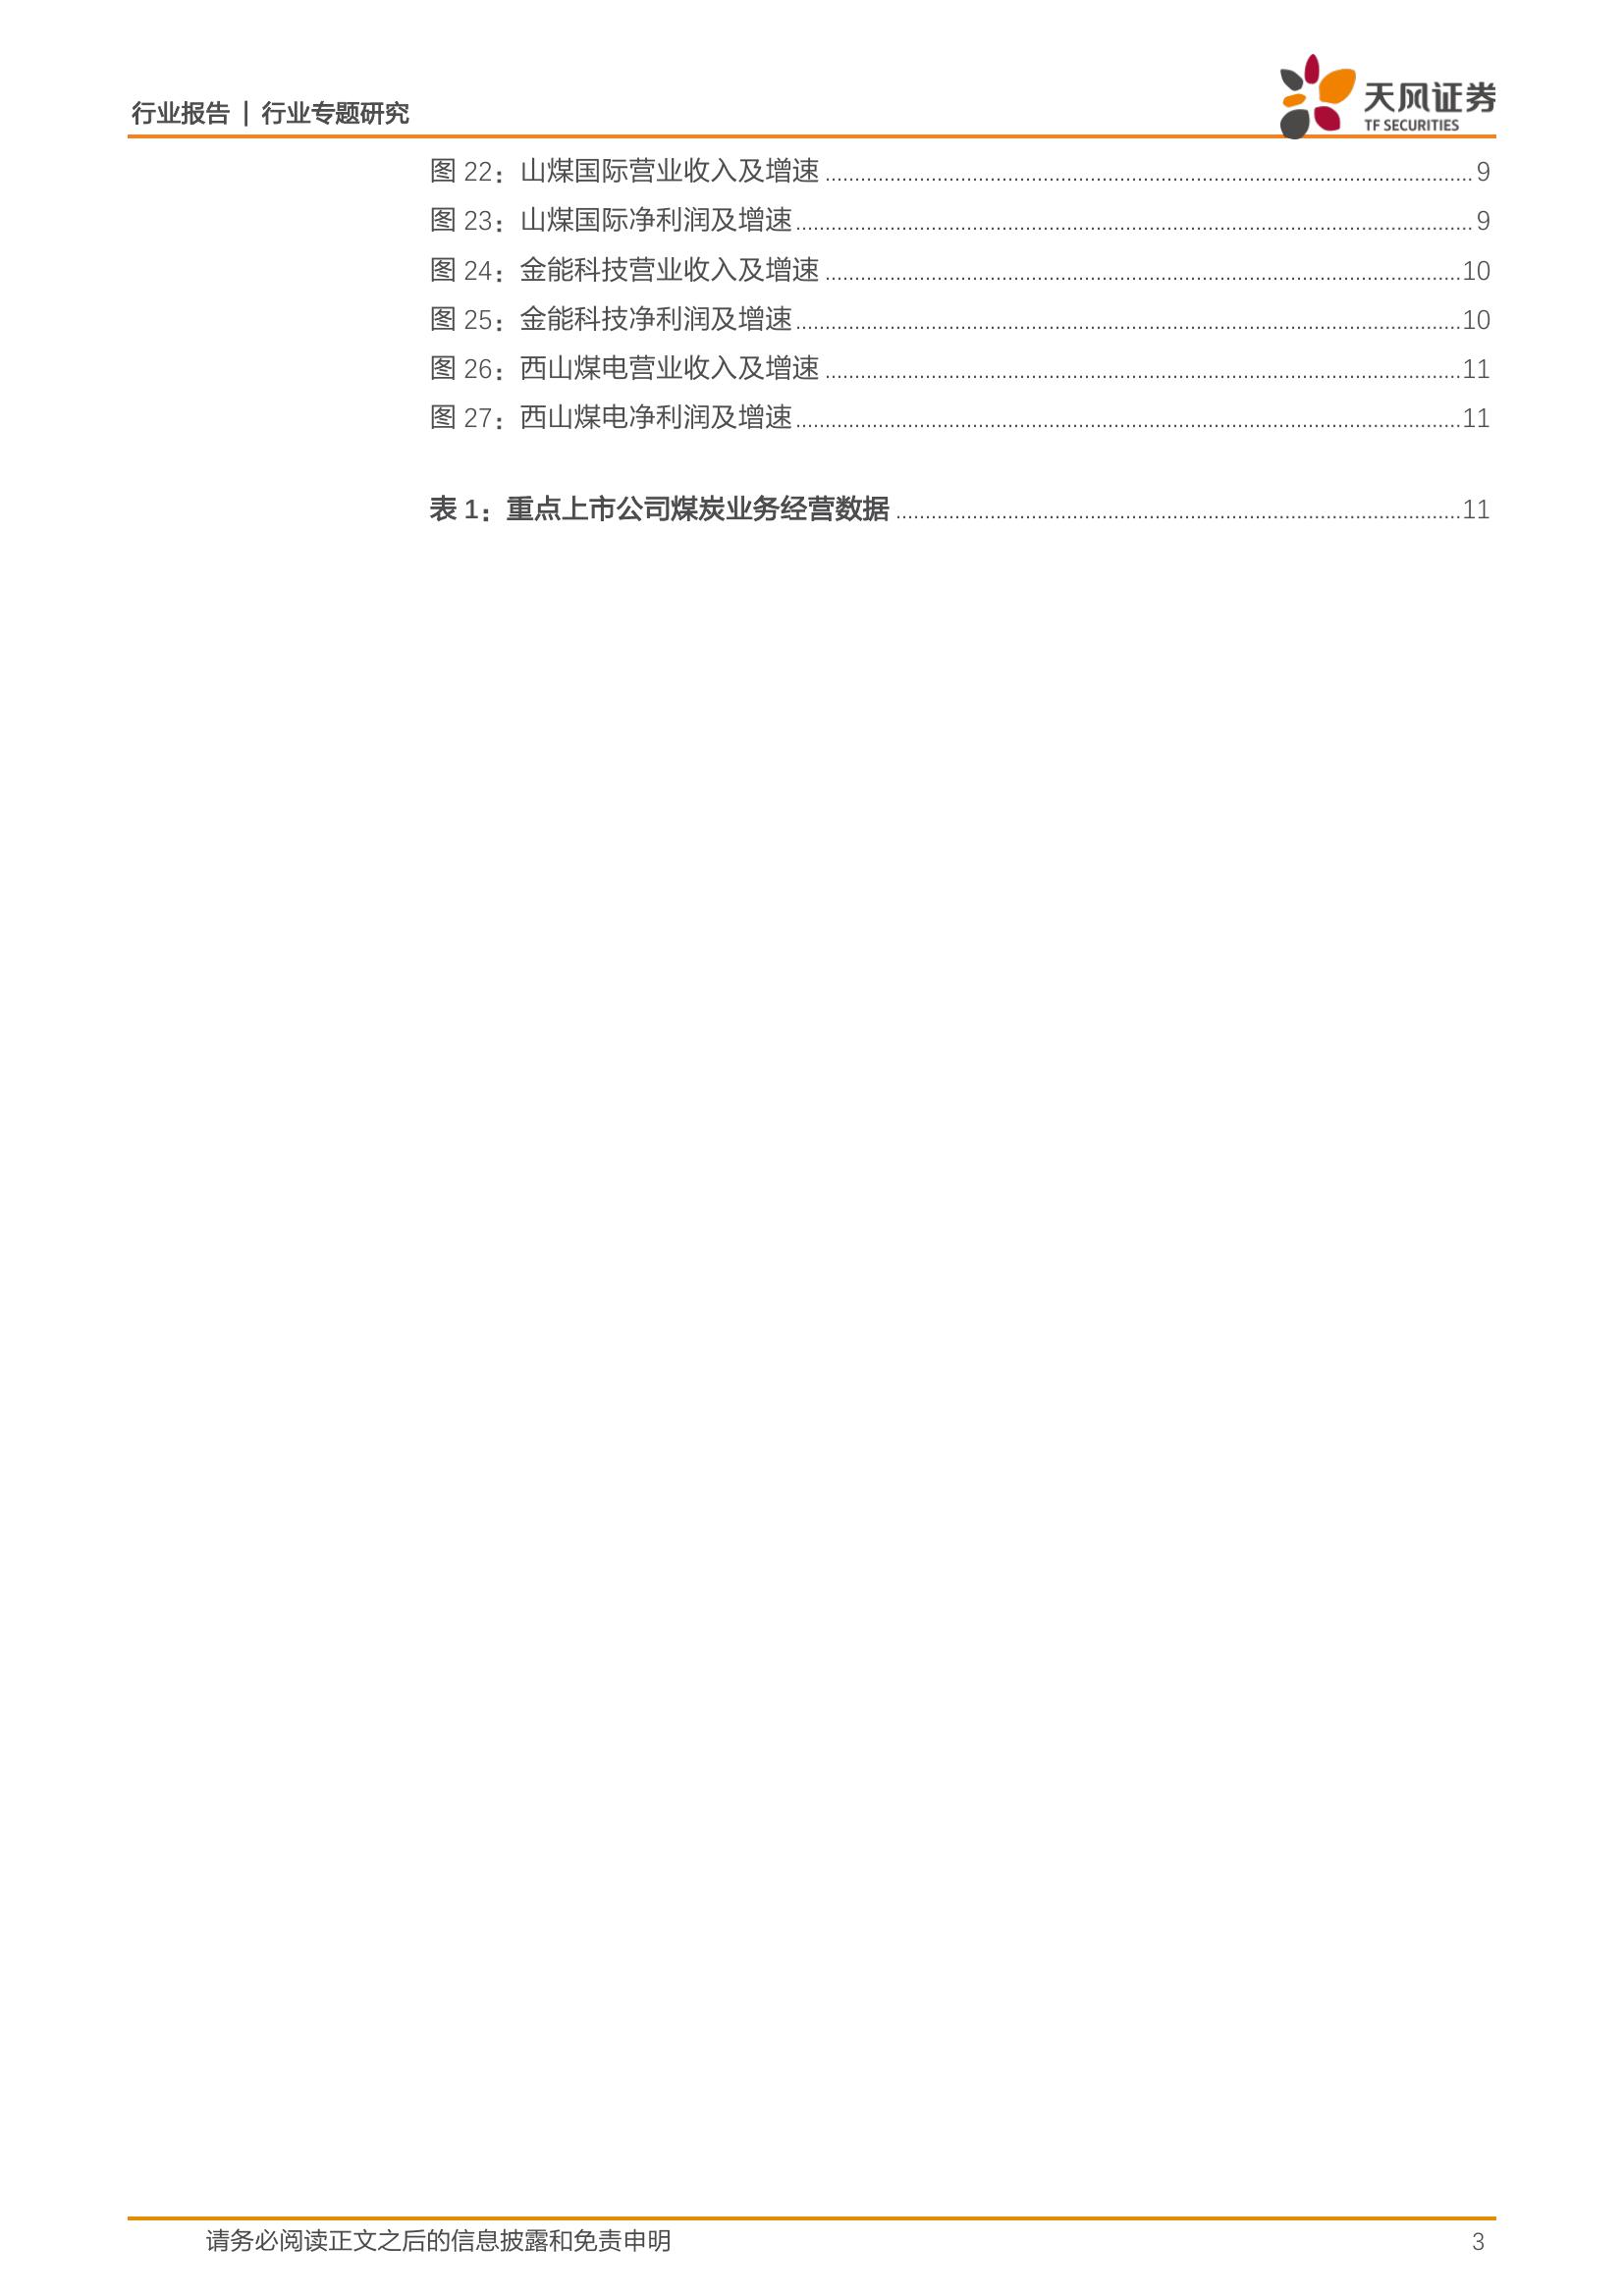 行业报告 | 行业专题研究
天风证券
TF SECURITIES
图 22：山煤国际营业收入及增速 ........ 9
图 23：山煤国际净利润及增速 ........ 9
图 24：金能科技营业收入及增速 ........ 10
图 25：金能科技净利润及增速 ........ 10
图 26：西山煤电营业收入及增速 ........ 11
图 27：西山煤电净利润及增速 ........ 11
表 1：重点上市公司煤炭业务经营数据 ........ 11
请务必阅读正文之后的信息披露和免责申明 3